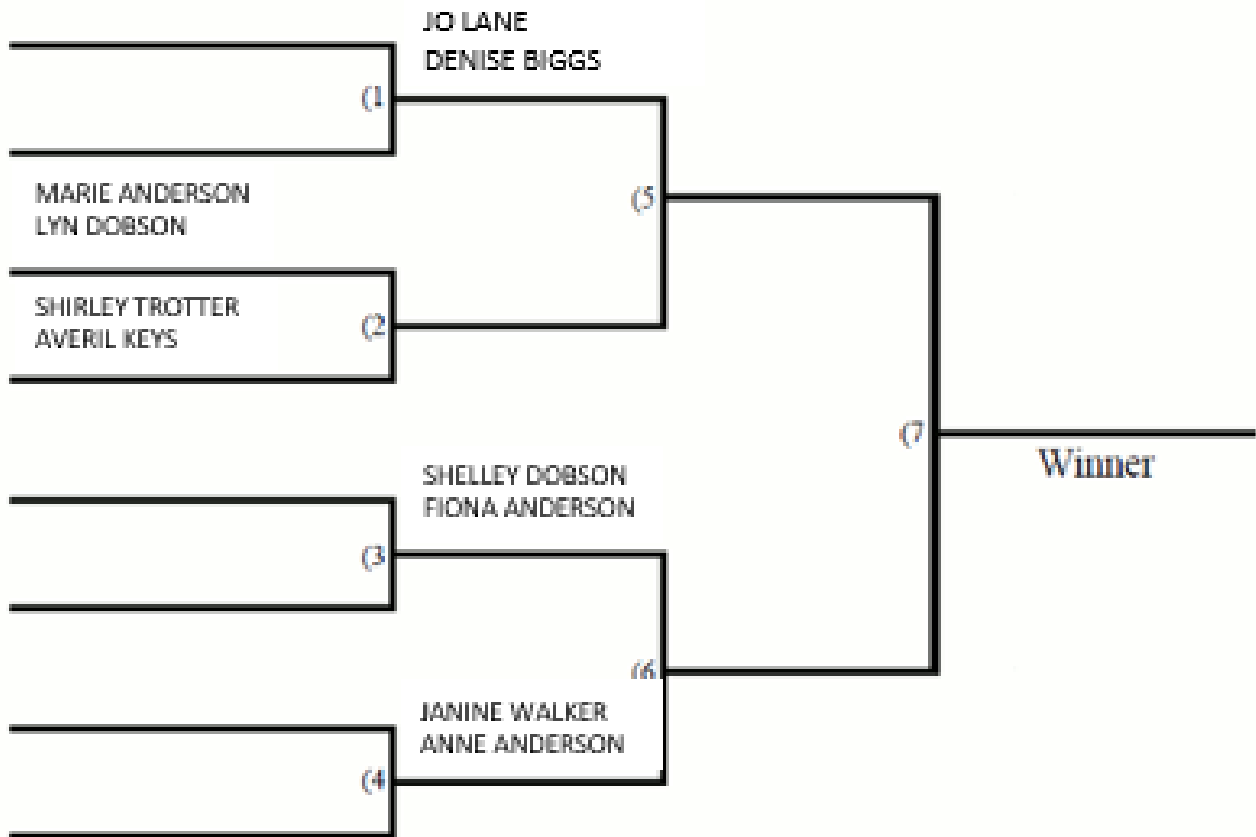 JO LANE
DENISE BIGGS
(1
MARIE ANDERSON
LYN DOBSON
(5
SHIRLEY TROTTER
AVERIL KEYS
(2
(7
Winner
SHELLEY DOBSON
FIONA ANDERSON
(3
(6
JANINE WALKER
ANNE ANDERSON
(4